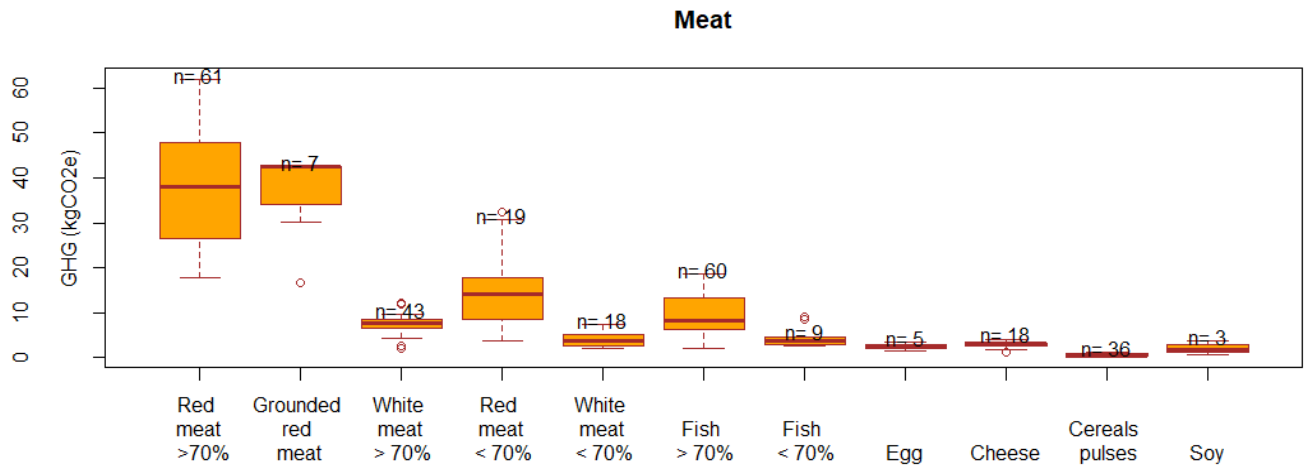 Meat
GHG (kgCO2e)
60
50
40
30
20
10
0
n= 61
n= 7
n= 43
n= 19
n= 18
n= 60
n= 9
n= 5
n= 18
n= 36
n= 3
Red
meat
>70%
Grounded
red
meat
White
meat
> 70%
Red
meat
< 70%
White
meat
< 70%
Fish
> 70%
Fish
< 70%
Egg
Cheese
Cereals
pulses
Soy